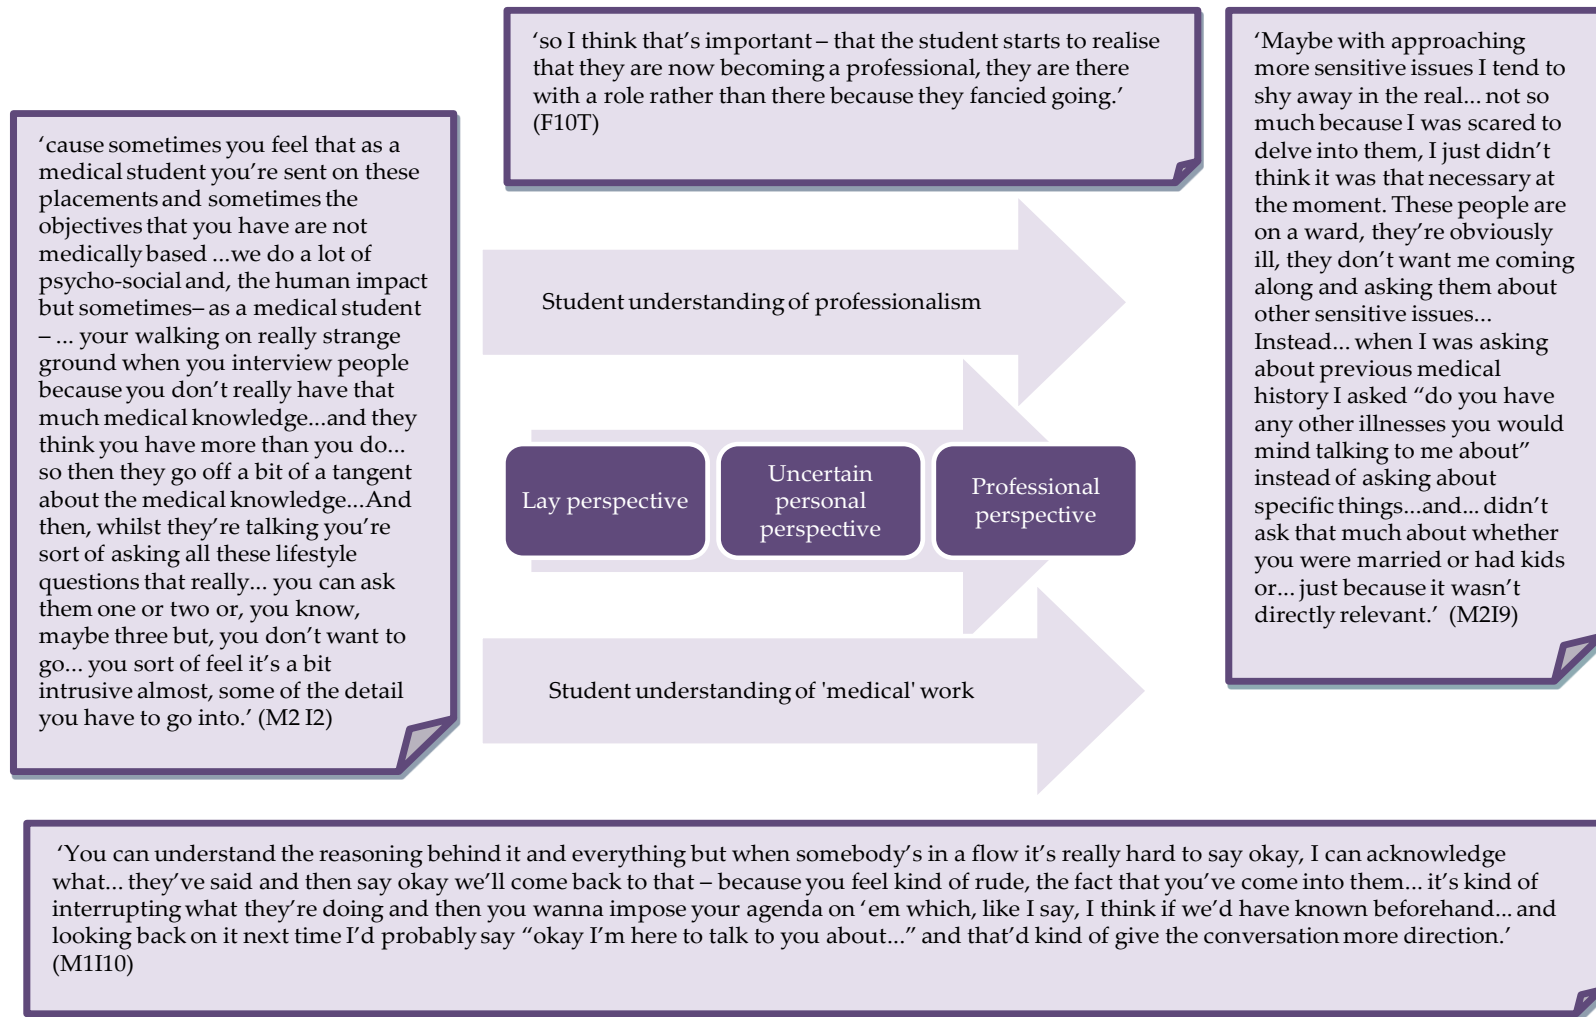 ‘so I think that’s important – that the student starts to realise
that they are now becoming a professional, they are there
with a role rather than there because they fancied going.’
(F10T)
‘cause sometimes you feel that as a
medical student you’re sent on these
placements and sometimes the
objectives that you have are not
medically based ...we do a lot of
psycho-social and, the human impact
but sometimes– as a medical student
– ... your walking on really strange
ground when you interview people
because you don’t really have that
much medical knowledge...and they
think you have more than you do...
so then they go off a bit of a tangent
about the medical knowledge...And
then, whilst they’re talking you’re
sort of asking all these lifestyle
questions that really... you can ask
them one or two or, you know,
maybe three but, you don’t want to
go... you sort of feel it’s a bit
intrusive almost, some of the detail
you have to go into.’ (M2 I2)
Student understanding of professionalism
Lay perspective
Uncertain
personal
perspective
Professional
perspective
Student understanding of 'medical' work
‘Maybe with approaching
more sensitive issues I tend to
shy away in the real... not so
much because I was scared to
delve into them, I just didn’t
think it was that necessary at
the moment. These people are
on a ward, they’re obviously
ill, they don’t want me coming
along and asking them about
other sensitive issues...
Instead... when I was asking
about previous medical
history I asked “do you have
any other illnesses you would
mind talking to me about”
instead of asking about
specific things...and... didn’t
ask that much about whether
you were married or had kids
or... just because it wasn’t
directly relevant.’ (M2I9)
‘You can understand the reasoning behind it and everything but when somebody’s in a flow it’s really hard to say okay, I can acknowledge
what... they’ve said and then say okay we’ll come back to that – because you feel kind of rude, the fact that you’ve come into them... it’s kind of
interrupting what they’re doing and then you wanna impose your agenda on ‘em which, like I say, I think if we’d have known beforehand... and
looking back on it next time I’d probably say “okay I’m here to talk to you about...” and that’d kind of give the conversation more direction.’
(M1I10)